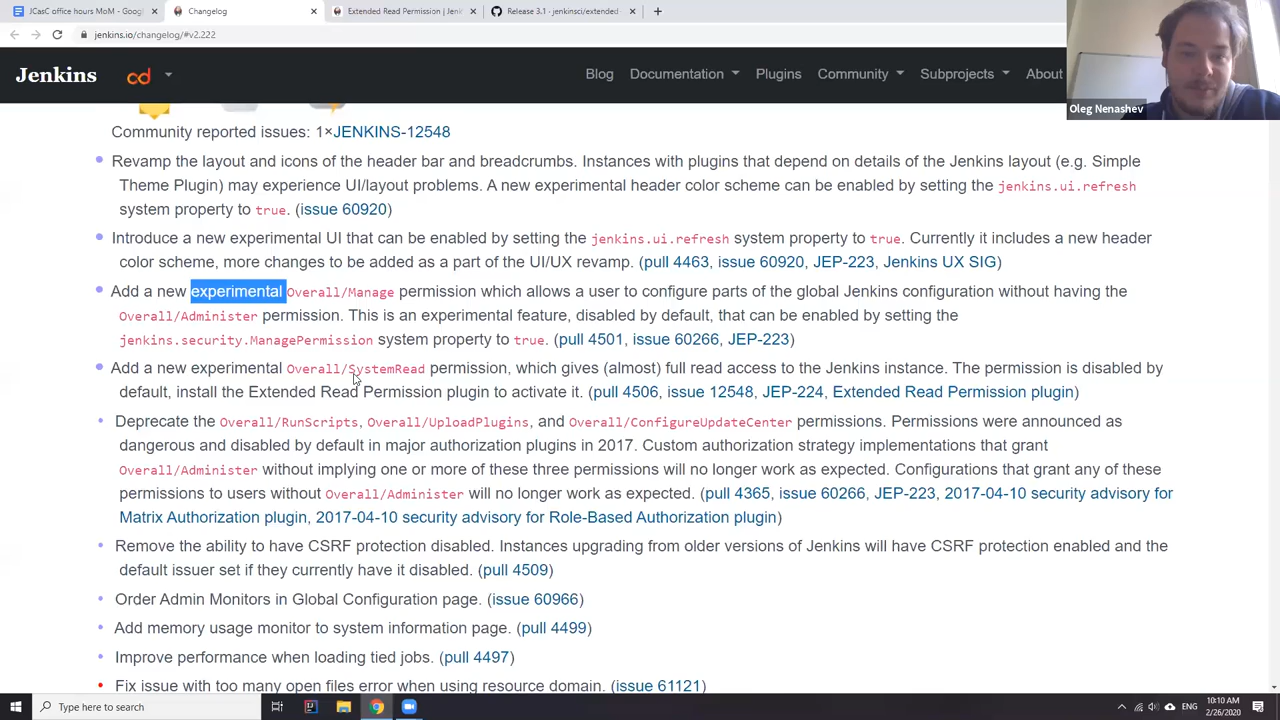 JCasC office hours MoM - Googl
Changelog
Extended Read Permission | Jeni
Release 3.1 · jenkinsci/extended-
jenkins.io/changelog/#v2.222
Jenkins
cd
Blog Documentation Plugins Community Subprojects About
Oleg Nenashev
Community reported issues: 1×JENKINS-12548
Revamp the layout and icons of the header bar and breadcrumbs. Instances with plugins that depend on details of the Jenkins layout (e.g. Simple
Theme Plugin) may experience UI/layout problems. A new experimental header color scheme can be enabled by setting the jenkins.ui.refresh
system property to true. (issue 60920)
Introduce a new experimental UI that can be enabled by setting the jenkins.ui.refresh system property to true. Currently it includes a new header
color scheme, more changes to be added as a part of the UI/UX revamp. (pull 4463, issue 60920, JEP-223, Jenkins UX SIG)
Add a new experimental Overall/Manage permission which allows a user to configure parts of the global Jenkins configuration without having the
Overall/Administer permission. This is an experimental feature, disabled by default, that can be enabled by setting the
jenkins.security.ManagePermission system property to true. (pull 4501, issue 60266, JEP-223)
Add a new experimental Overall/SystemRead permission, which gives (almost) full read access to the Jenkins instance. The permission is disabled by
default, install the Extended Read Permission plugin to activate it. (pull 4506, issue 12548, JEP-224, Extended Read Permission plugin)
Deprecate the Overall/RunScripts, Overall/UploadPlugins, and Overall/ConfigureUpdateCenter permissions. Permissions were announced as
dangerous and disabled by default in major authorization plugins in 2017. Custom authorization strategy implementations that grant
Overall/Administer without implying one or more of these three permissions will no longer work as expected. Configurations that grant any of these
permissions to users without Overall/Administer will no longer work as expected. (pull 4365, issue 60266, JEP-223, 2017-04-10 security advisory for
Matrix Authorization plugin, 2017-04-10 security advisory for Role-Based Authorization plugin)
Remove the ability to have CSRF protection disabled. Instances upgrading from older versions of Jenkins will have CSRF protection enabled and the
default issuer set if they currently have it disabled. (pull 4509)
Order Admin Monitors in Global Configuration page. (issue 60966)
Add memory usage monitor to system information page. (pull 4499)
Improve performance when loading tied jobs. (pull 4497)
Fix issue with too many open files error when using resource domain. (issue 61121)
Type here to search
ENG
10:10 AM
2/26/2020